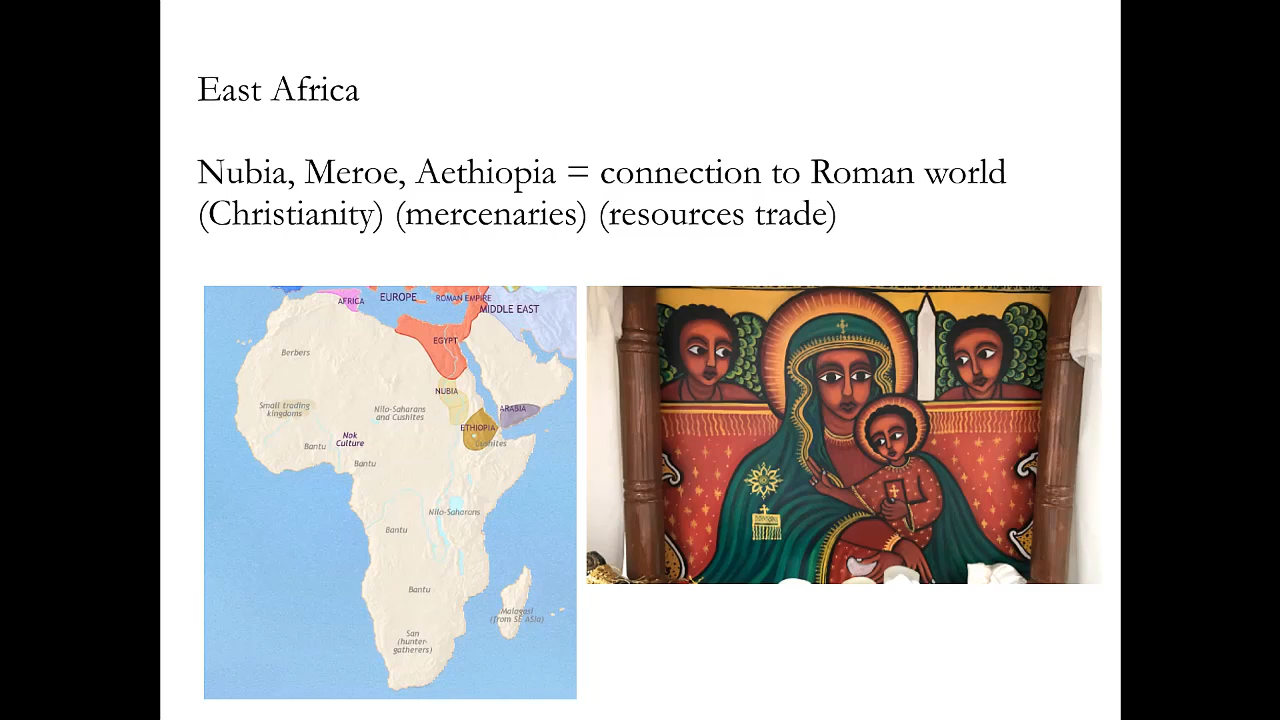 East Africa
Nubia, Meroe, Aethiopia = connection to Roman world
(Christianity) (mercenaries) (resources trade)
AFRICA
EUROPE
ROMAN EMPIRE
MIDDLE EAST
EGYPT
Berbers
NUBIA
Small trading
kingdoms
Nilo-Saharans
and Cushites
ARABIA
ETHIOPIA
Cushites
Nok
Culture
Bantu
Bantu
Nilo-Saharans
Bantu
Bantu
Malagasi
(from SE Asia)
San
(hunter-
gatherers)